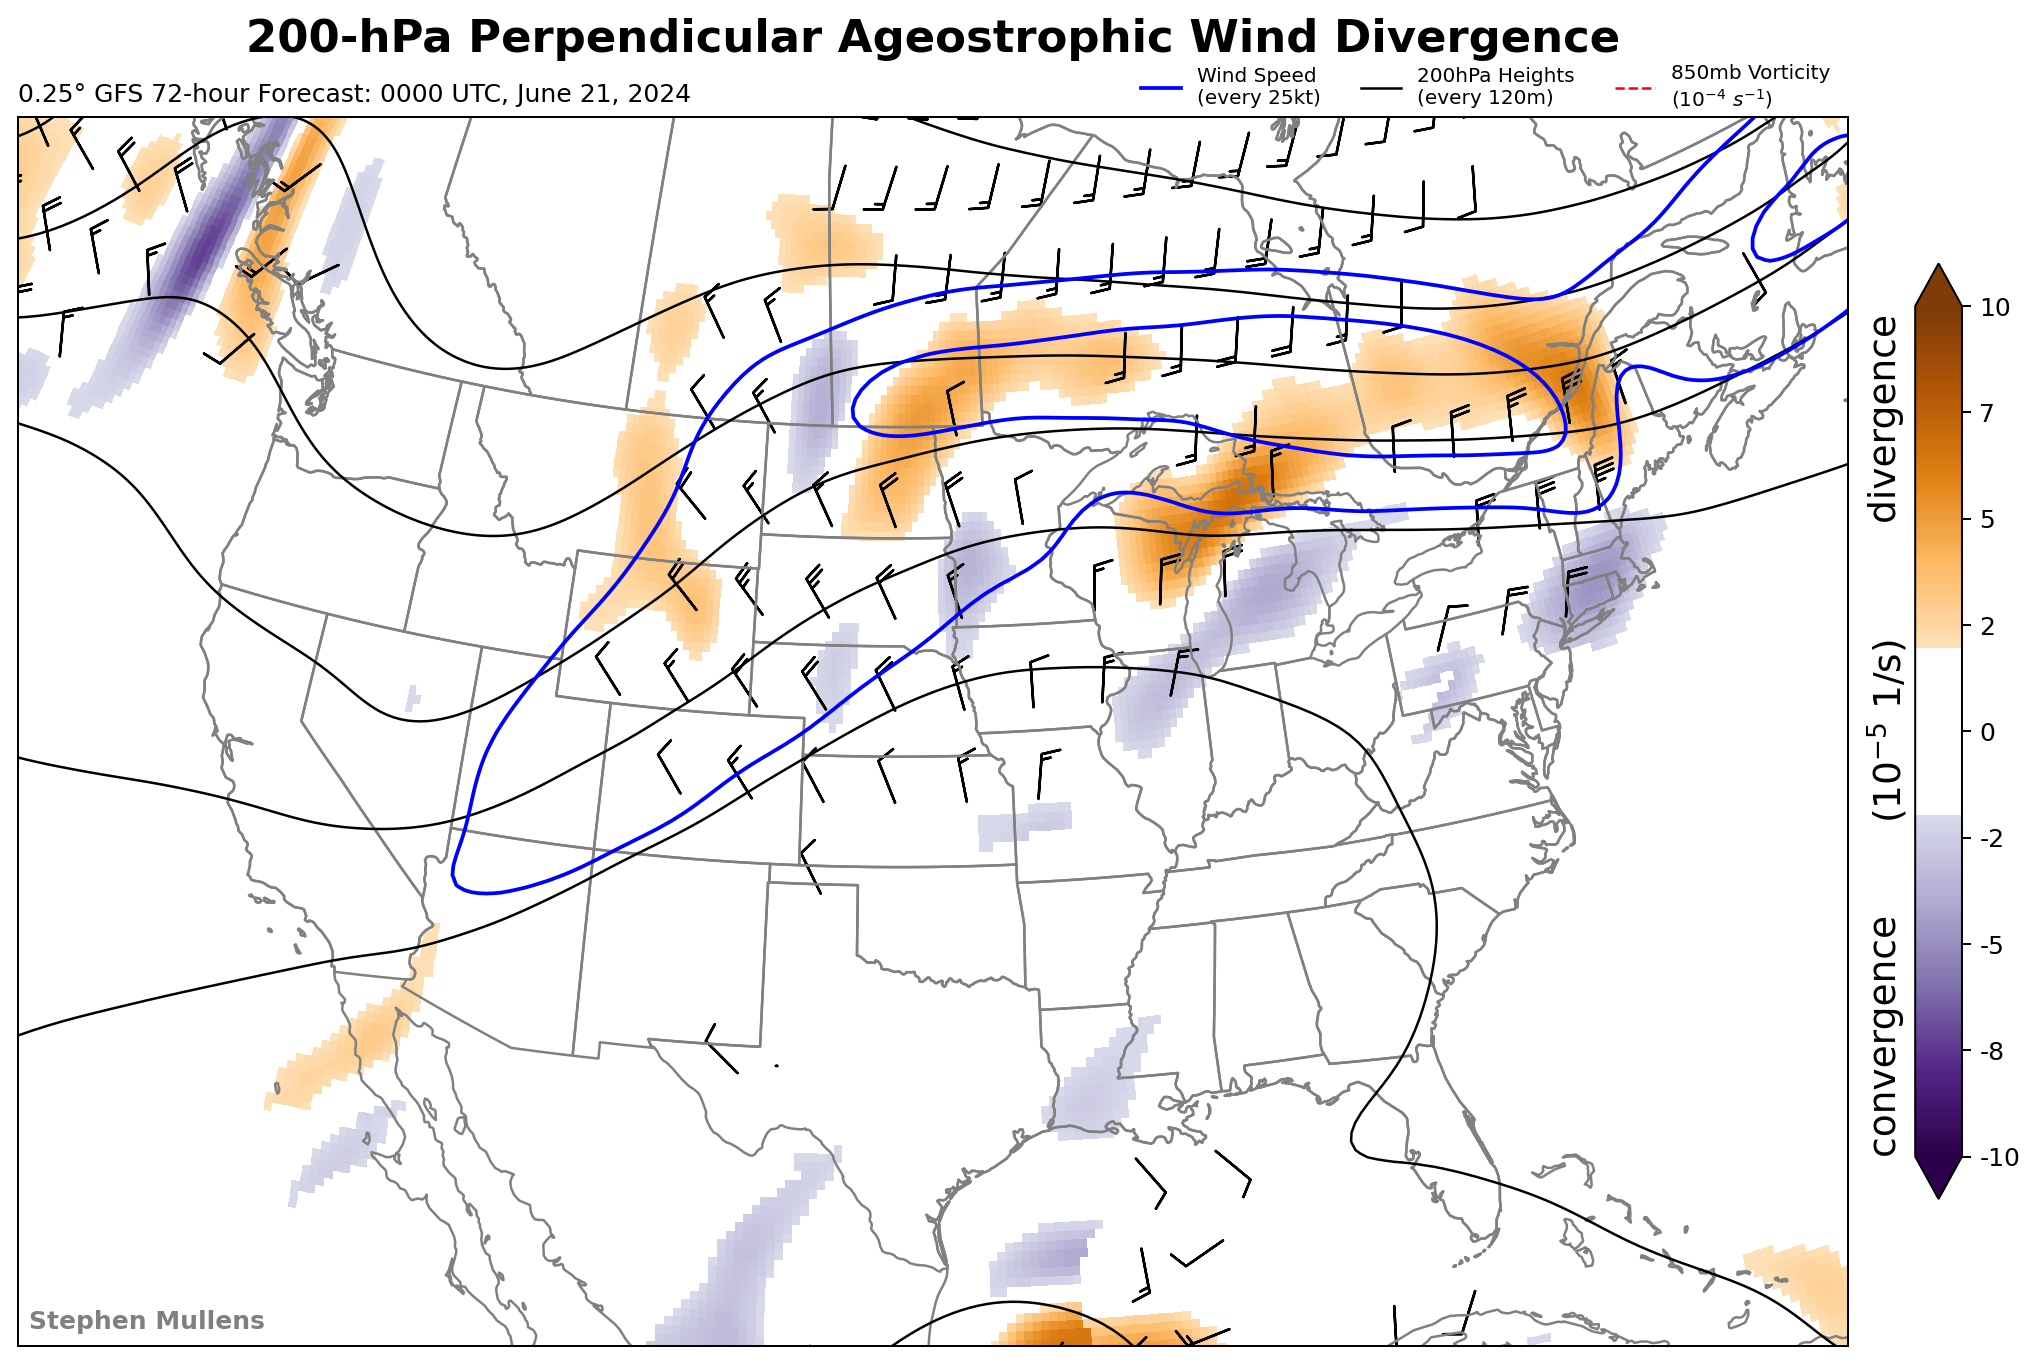 200-hPa Perpendicular Ageostrophic Wind Divergence
0.25° GFS 72-hour Forecast: 0000 UTC, June 21, 2024
Wind Speed
(every 25kt)
200hPa Heights
(every 120m)
850mb Vorticity
(10⁻⁴ s⁻¹)
10
7
5
2
0
-2
-5
-8
-10
convergence (10⁻⁵ 1/s) divergence
Stephen Mullens